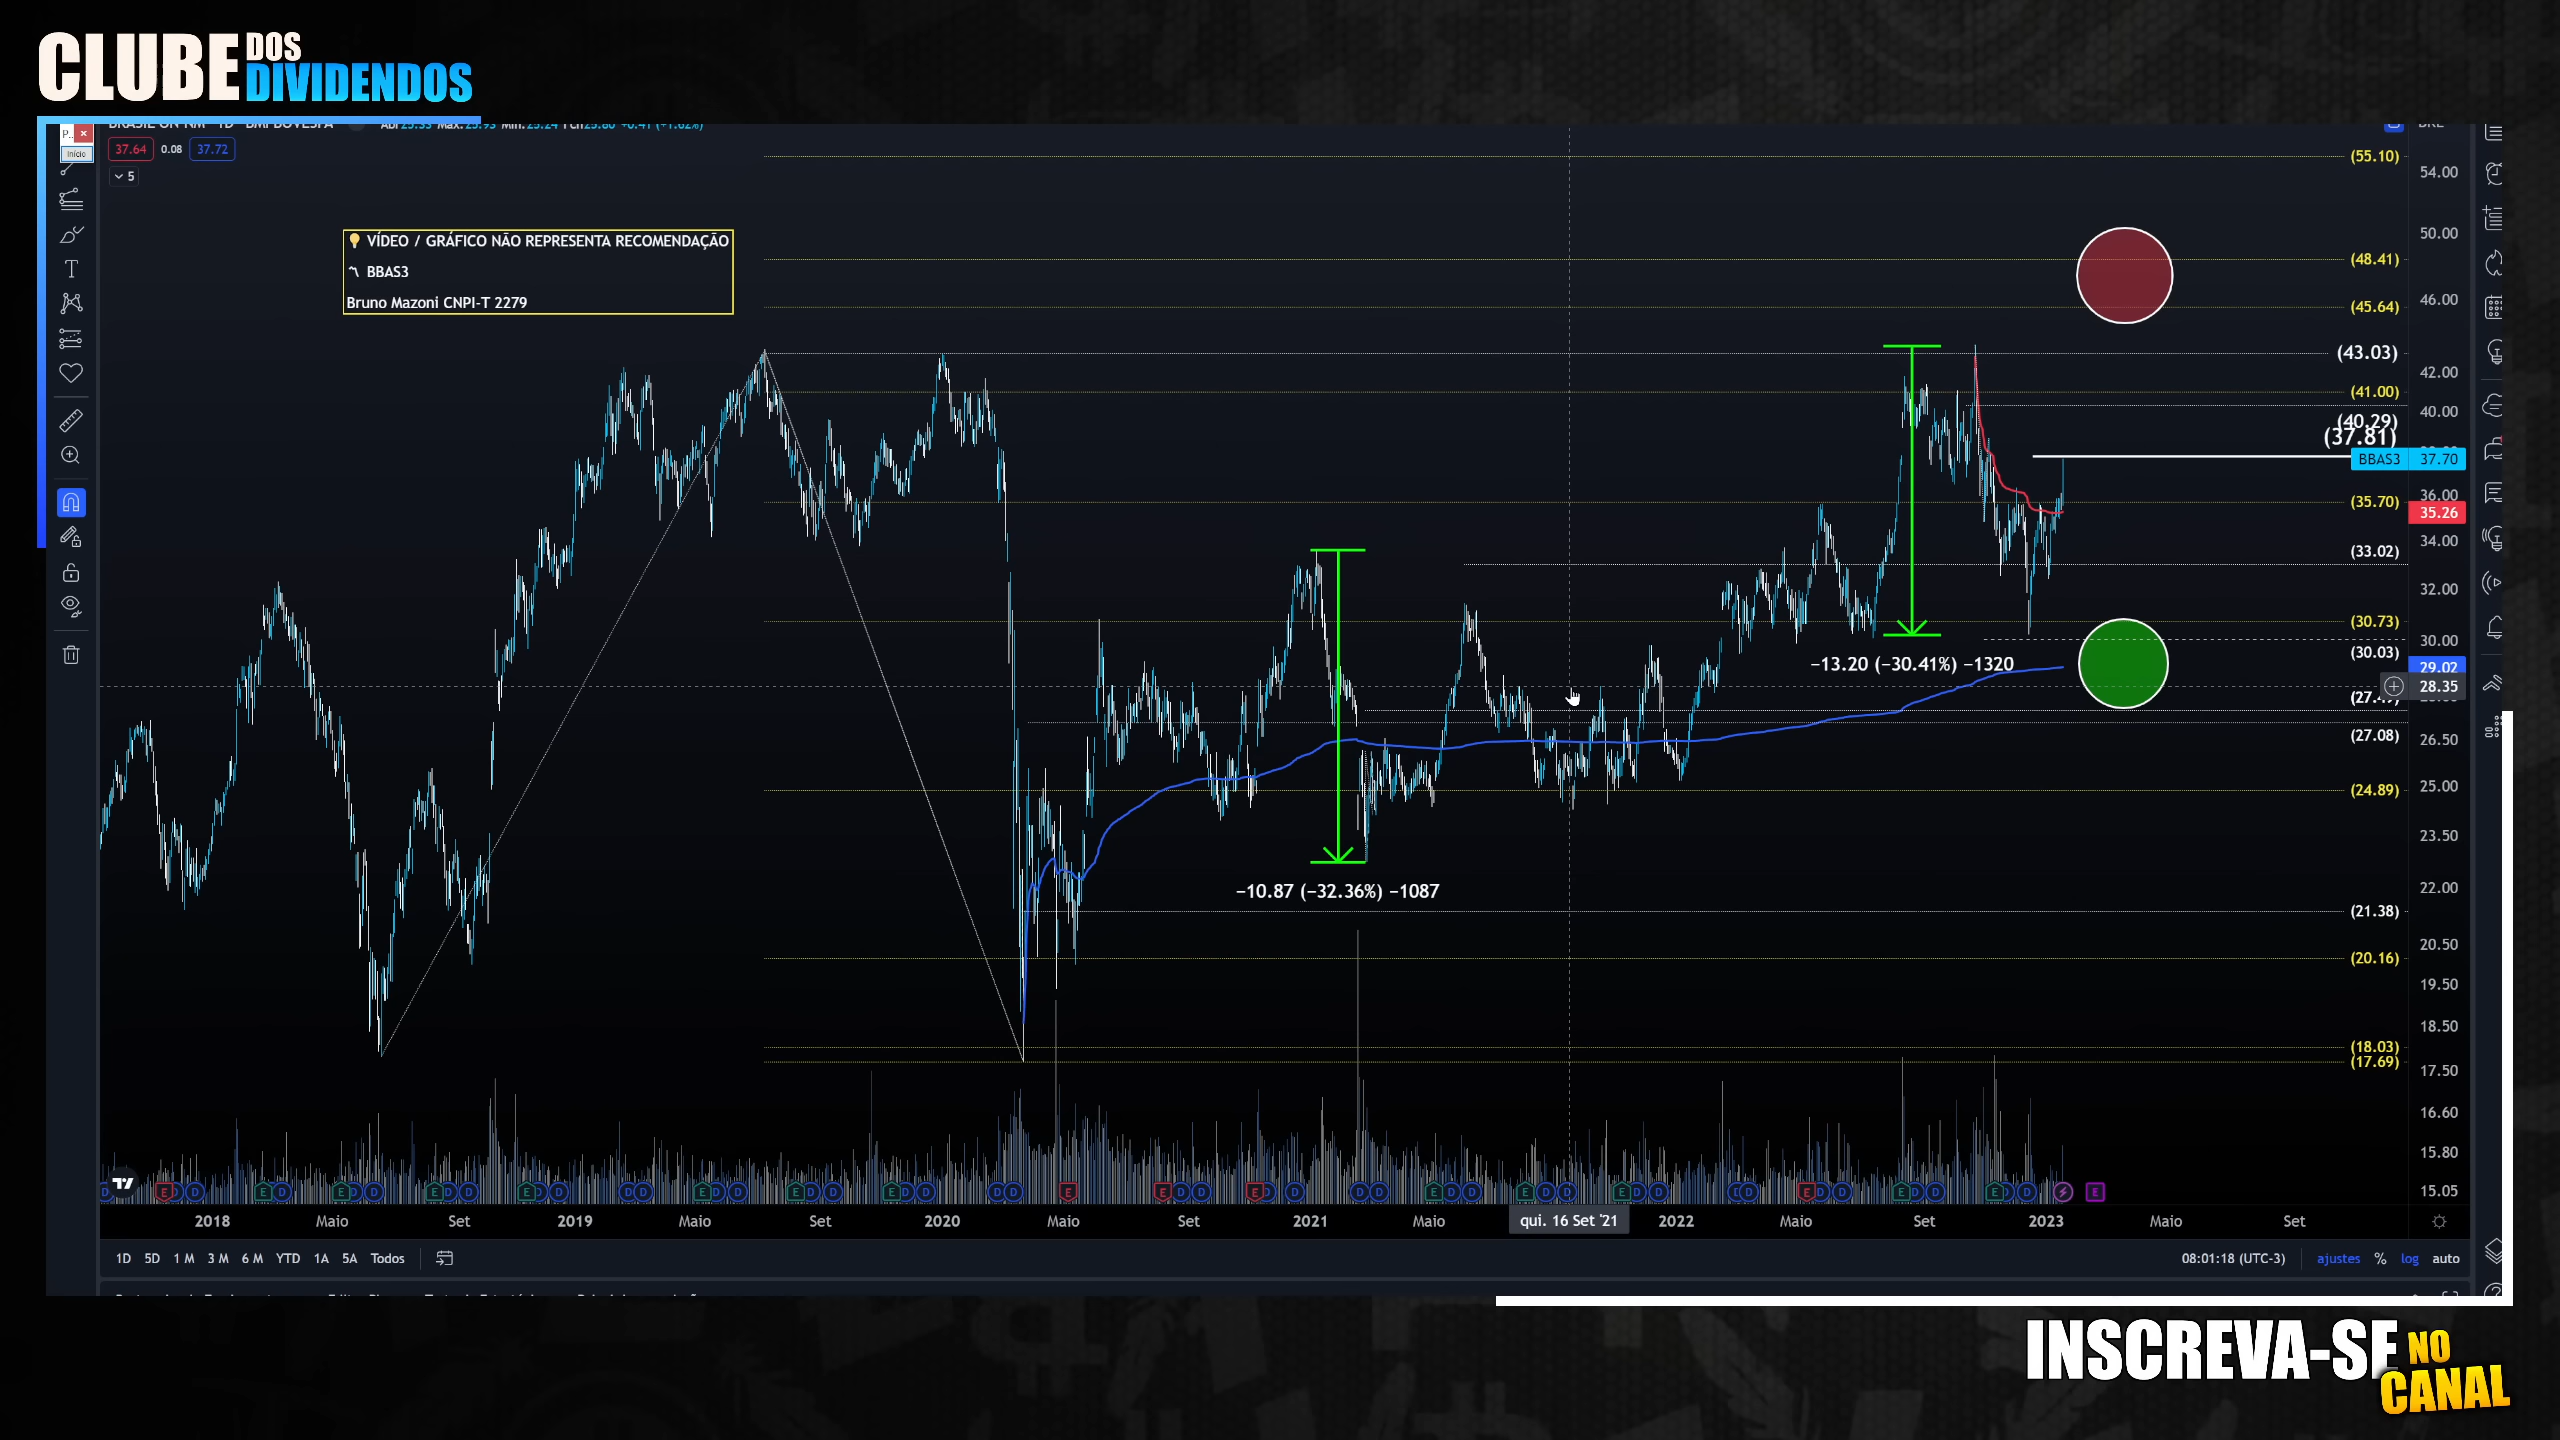 CLUBE DOS DIVIDENDOS
P..
Início
37.64 0.08 37.72
5
VÍDEO / GRÁFICO NÃO REPRESENTA RECOMENDAÇÃO
BBAS3
Bruno Mazoni CNPI-T 2279
(55.10)
54.00
50.00
(48.41)
46.00
(45.64)
(43.03)
42.00
(41.00)
40.00
(40.29)
(37.81)
BBAS3 37.70
36.00
(35.70)
35.26
34.00
(33.02)
32.00
(30.73)
30.00
(30.03)
−13.20 (−30.41%) −1320
29.02
28.35
(27.08)
26.50
25.00
(24.89)
23.50
−10.87 (−32.36%) −1087
22.00
(21.38)
20.50
(20.16)
19.50
18.50
(18.03)
(17.69)
17.50
16.60
15.80
15.05
2018 Maio Set 2019 Maio Set 2020 Maio Set 2021 Maio qui. 16 Set '21 2022 Maio Set 2023 Maio Set
1D 5D 1 M 3 M 6 M YTD 1A 5A Todos
08:01:18 (UTC-3) ajustes % log auto
INSCREVA-SE NO CANAL